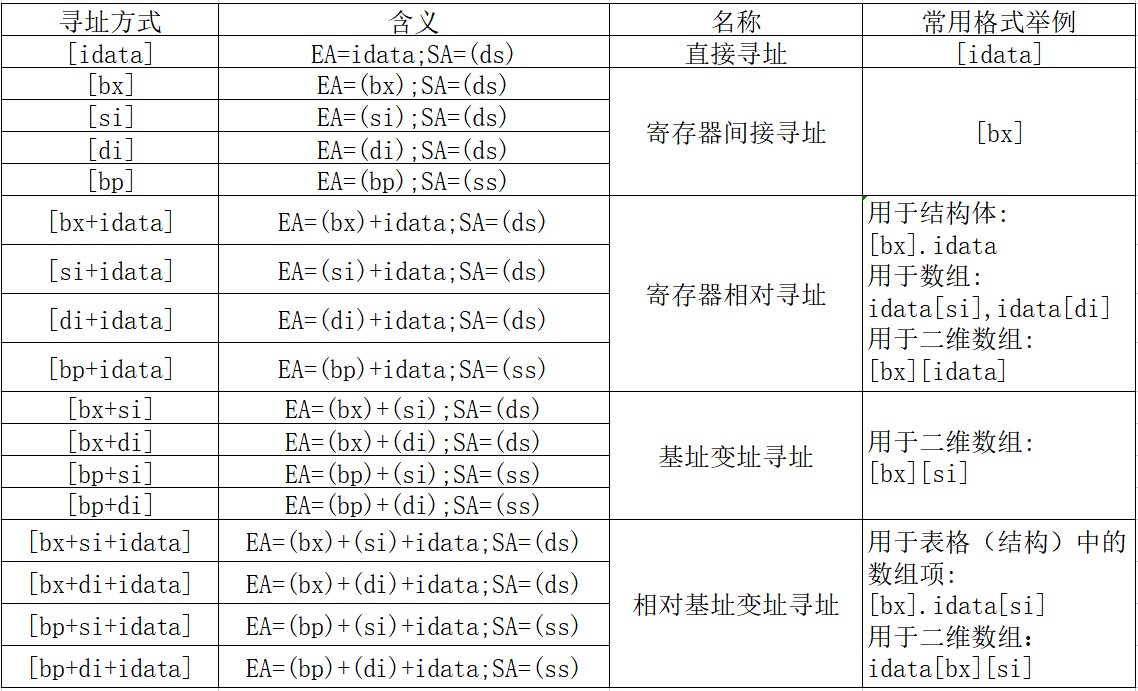 寻址方式 含义 名称 常用格式举例
[idata] EA=idata;SA=(ds) 直接寻址 [idata]
[bx] EA=(bx);SA=(ds)
[si] EA=(si);SA=(ds)
寄存器间接寻址 [bx]
[di] EA=(di);SA=(ds)
[bp] EA=(bp);SA=(ss)
[bx+idata] EA=(bx)+idata;SA=(ds)
[si+idata] EA=(si)+idata;SA=(ds)
[di+idata] EA=(di)+idata;SA=(ds)
[bp+idata] EA=(bp)+idata;SA=(ss)
寄存器相对寻址
用于结构体:
[bx].idata
用于数组:
idata[si],idata[di]
用于二维数组:
[bx][idata]
[bx+si] EA=(bx)+(si);SA=(ds)
[bx+di] EA=(bx)+(di);SA=(ds)
[bp+si] EA=(bp)+(si);SA=(ss)
[bp+di] EA=(bp)+(di);SA=(ss)
基址变址寻址
用于二维数组:
[bx][si]
[bx+si+idata] EA=(bx)+(si)+idata;SA=(ds)
[bx+di+idata] EA=(bx)+(di)+idata;SA=(ds)
[bp+si+idata] EA=(bp)+(si)+idata;SA=(ss)
[bp+di+idata] EA=(bp)+(di)+idata;SA=(ss)
相对基址变址寻址
用于表格（结构）中的
数组项:
[bx].idata[si]
用于二维数组：
idata[bx][si]